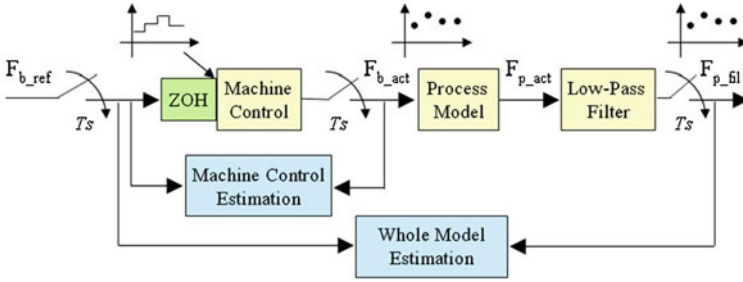 F_b_ref
Ts
ZOH
Machine
Control
Ts
F_b_act
Process
Model
F_p_act
Low-Pass
Filter
Ts
F_p_fil
Machine Control
Estimation
Whole Model
Estimation